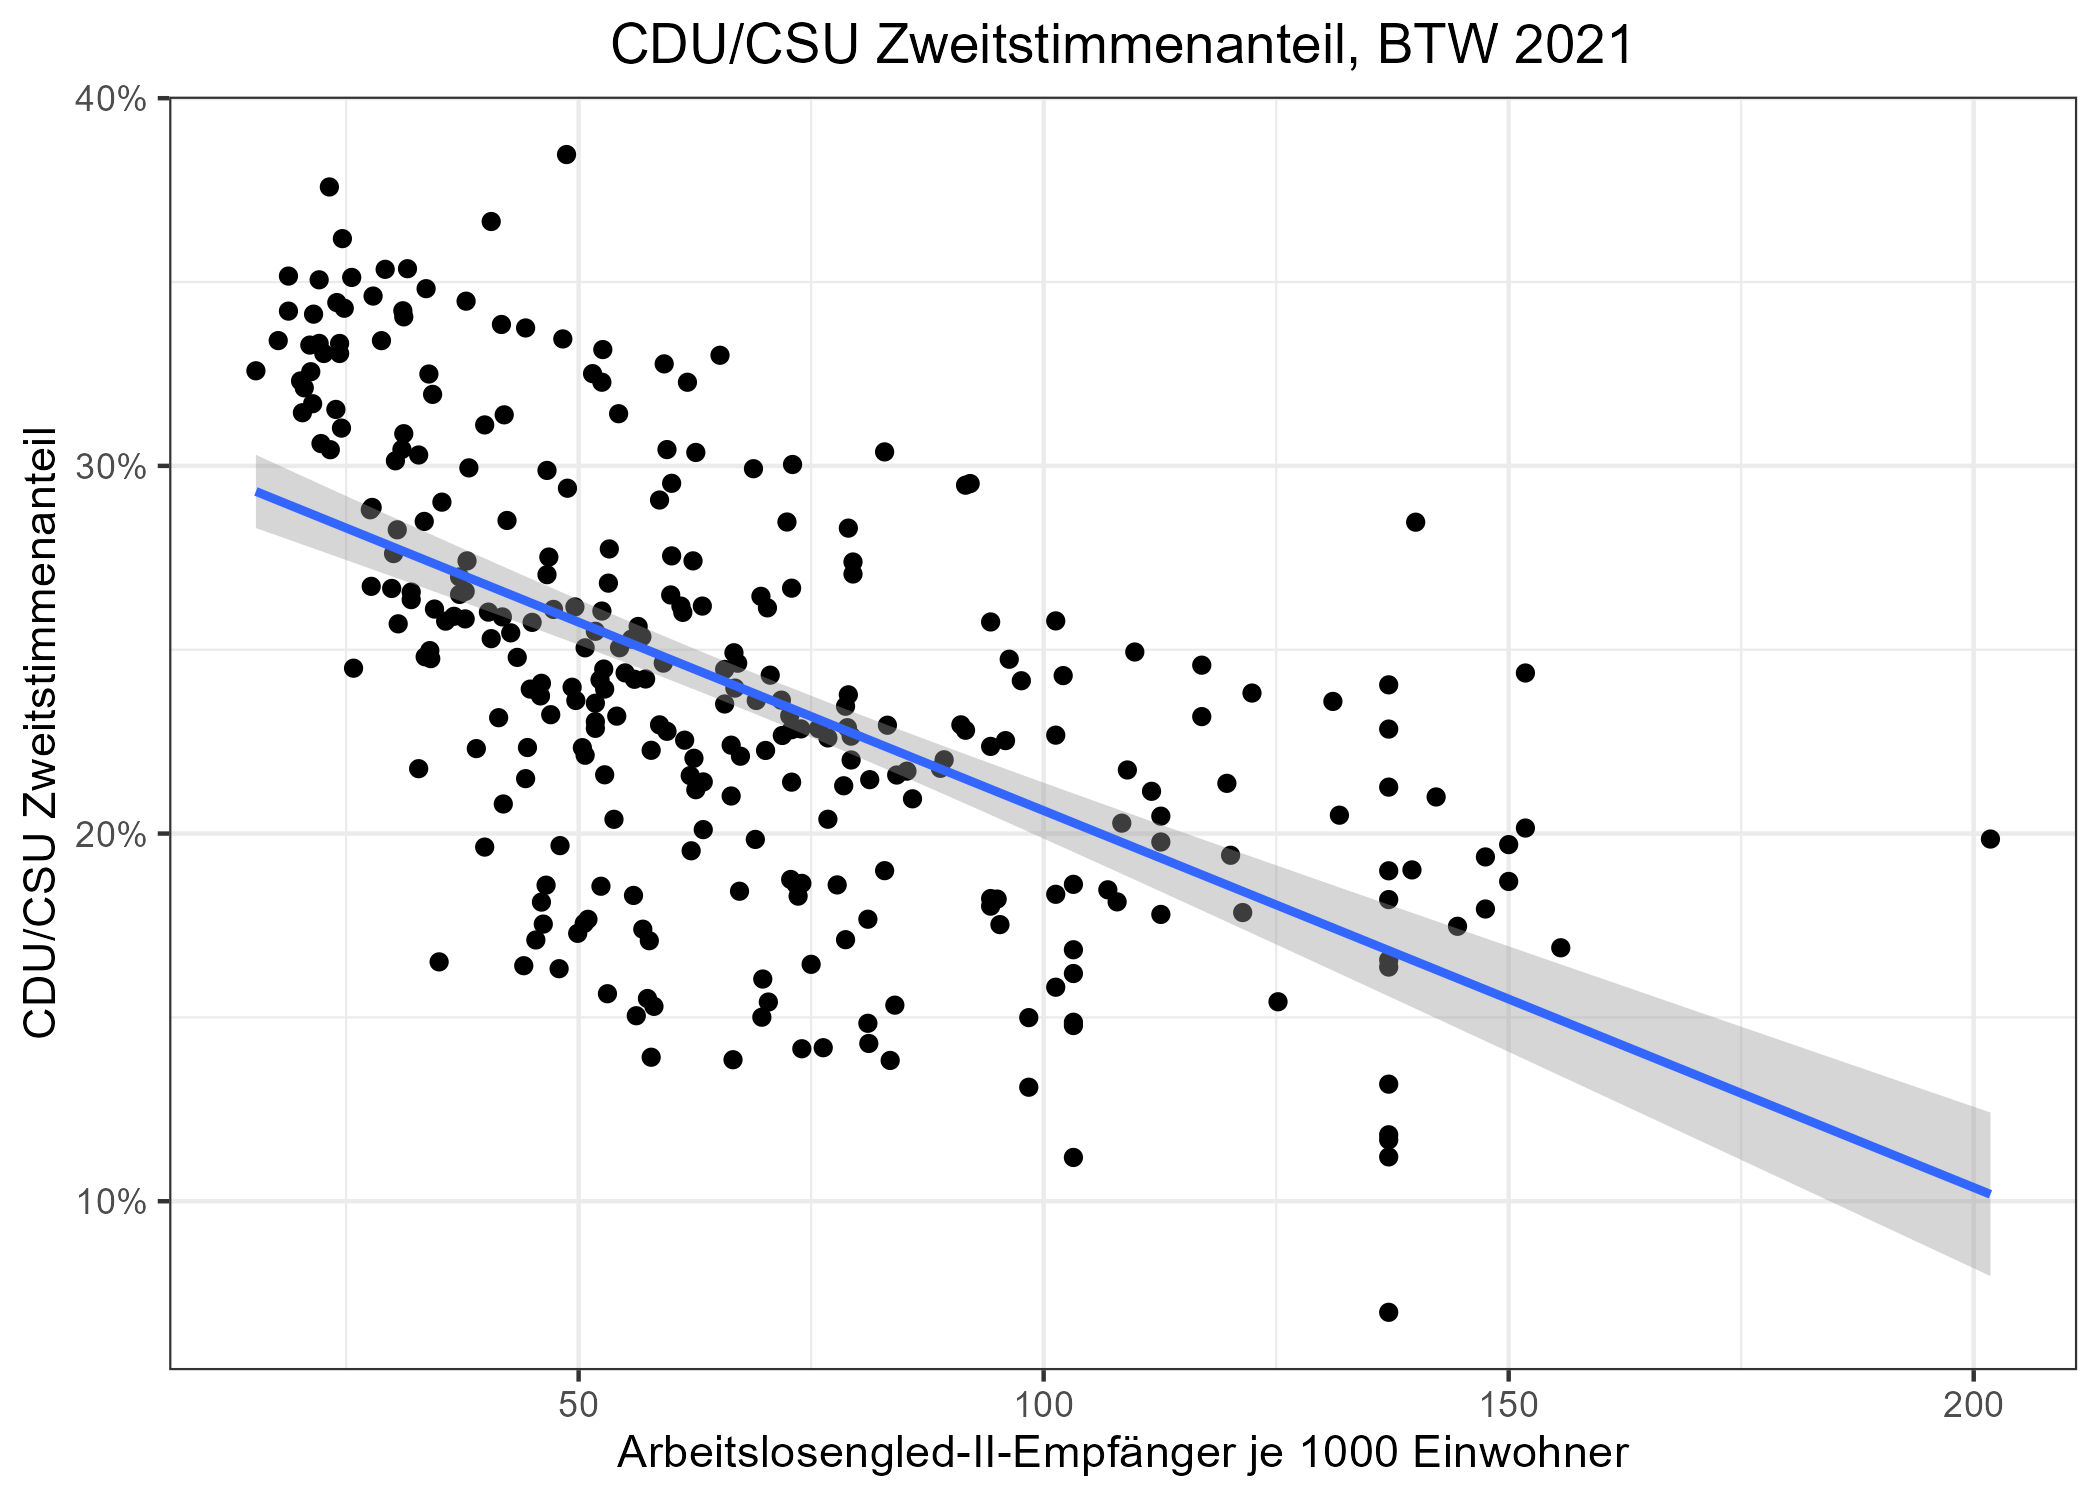 CDU/CSU Zweitstimmenanteil, BTW 2021
CDU/CSU Zweitstimmenanteil
40%
30%
20%
10%
50 100 150 200
Arbeitslosengled-II-Empfänger je 1000 Einwohner